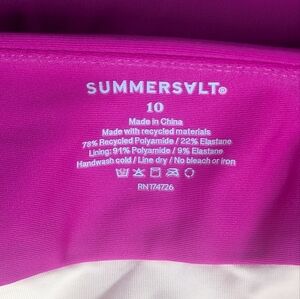 SUMMERSALT®
10
Made in China
Made with recycled materials
78% Recycled Polyamide / 22% Elastane
Lining: 91% Polyamide / 9% Elastane
Handwash cold / Line dry / No bleach or iron
RN174726